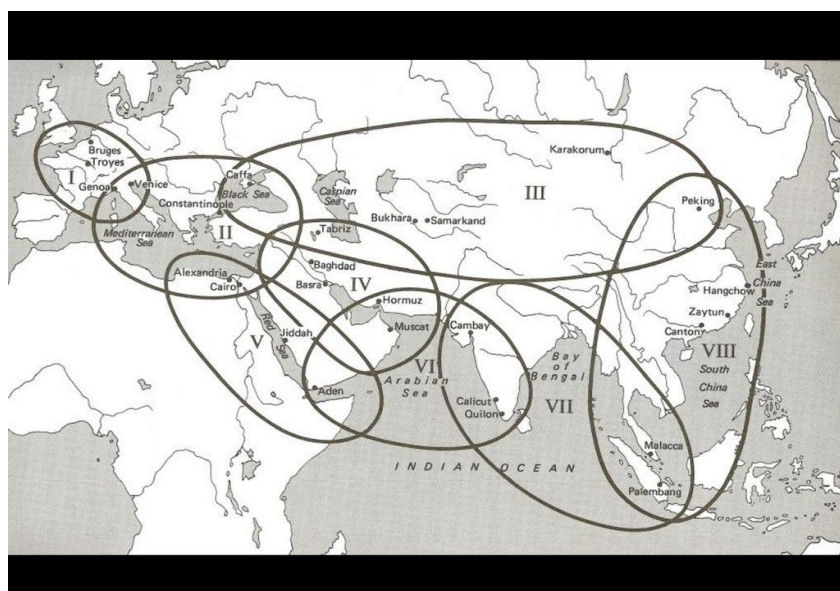 Bruges
Troyes
I
Genoa
Venice
Caffa
Black Sea
Constantinople
II
Mediterranean
Sea
Caspian
Sea
Karakorum
III
Bukhara
Samarkand
Peking
Tabriz
Baghdad
Basra
IV
Hormuz
Muscat
Alexandria
Cairo
Red Sea
Jiddah
V
Aden
VI
Arabian
Sea
Cambay
Calicut
Quilon
Bay
of
Bengal
VII
East
China
Sea
Hangchow
Zaytun
Canton
VIII
South
China
Sea
Malacca
Palembang
INDIAN OCEAN